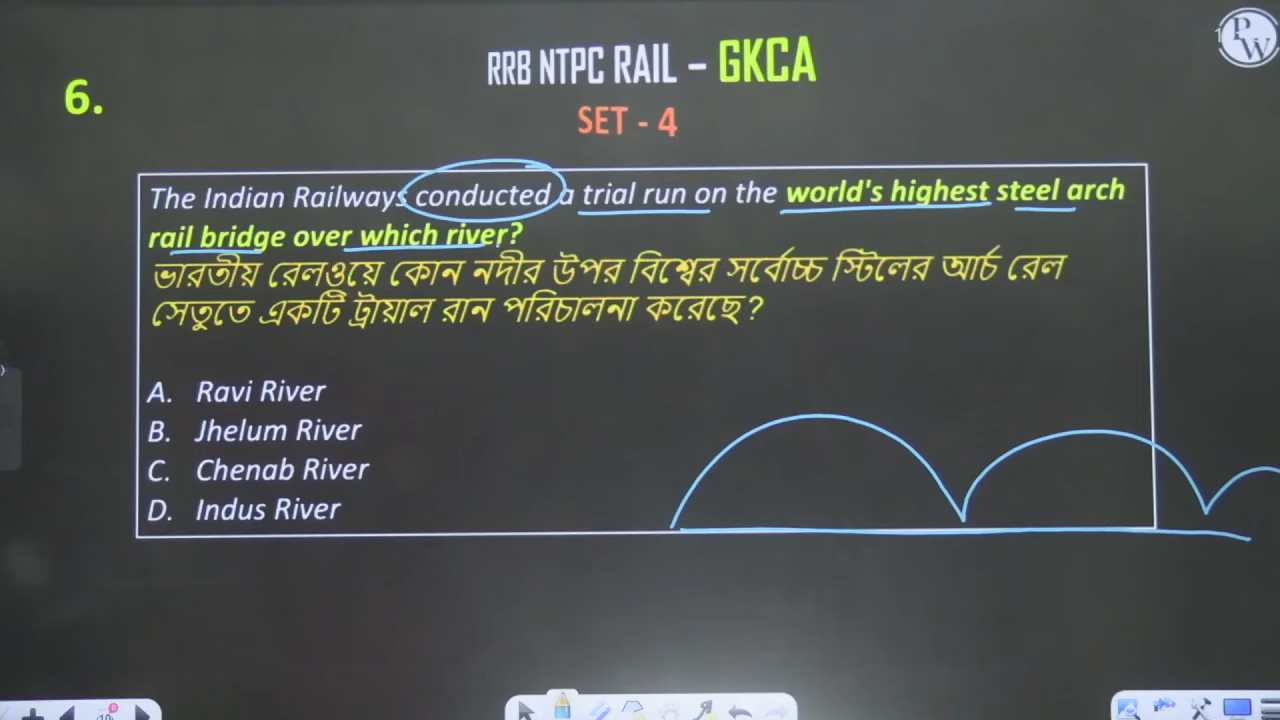 PW
RRB NTPC RAIL – GKCA
6.
SET - 4
The Indian Railways conducted a trial run on the world's highest steel arch
rail bridge over which river?
ভারতীয় রেলওয়ে কোন নদীর উপর বিশ্বের সর্বোচ্চ স্টিলের আর্চ রেল
সেতুতে একটি ট্রায়াল রান পরিচালনা করেছে?
A. Ravi River
B. Jhelum River
C. Chenab River
D. Indus River